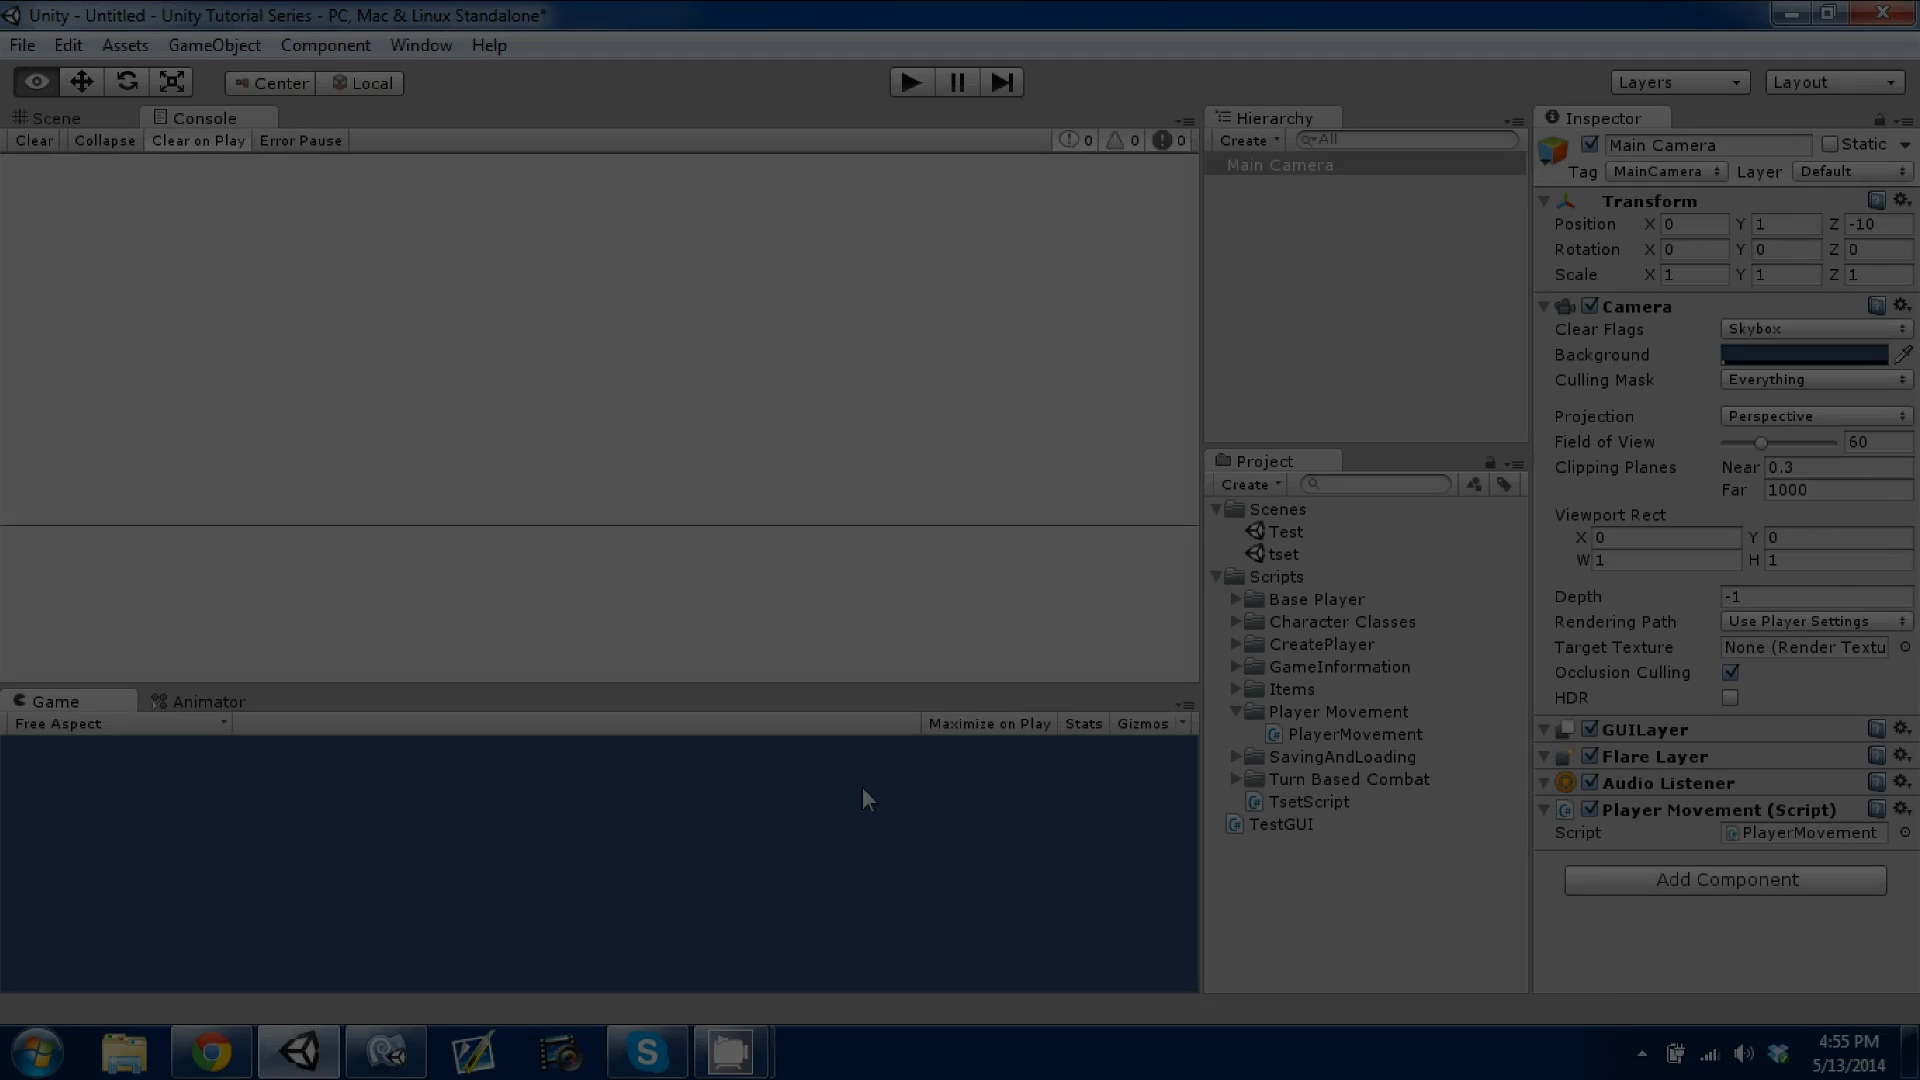 Unity - Untitled - Unity Tutorial Series - PC, Mac & Linux Standalone*
File Edit Assets GameObject Component Window Help
Center Local Layers Layout
Scene Console
Clear Collapse Clear on Play Error Pause 0 0 0
Hierarchy
Create All
Main Camera
Project
Create
Scenes
Test
tset
Scripts
Base Player
Character Classes
CreatePlayer
GameInformation
Items
Player Movement
PlayerMovement
SavingAndLoading
Turn Based Combat
TsetScript
TestGUI
Inspector
Main Camera Static
Tag MainCamera Layer Default
Transform
Position X 0 Y 1 Z -10
Rotation X 0 Y 0 Z 0
Scale X 1 Y 1 Z 1
Camera
Clear Flags Skybox
Background
Culling Mask Everything
Projection Perspective
Field of View 60
Clipping Planes Near 0.3
Far 1000
Viewport Rect
X 0 Y 0
W 1 H 1
Depth -1
Rendering Path Use Player Settings
Target Texture None (Render Textu
Occlusion Culling
HDR
GUILayer
Flare Layer
Audio Listener
Player Movement (Script)
Script PlayerMovement
Add Component
Game Animator
Free Aspect Maximize on Play Stats Gizmos
4:55 PM
5/13/2014